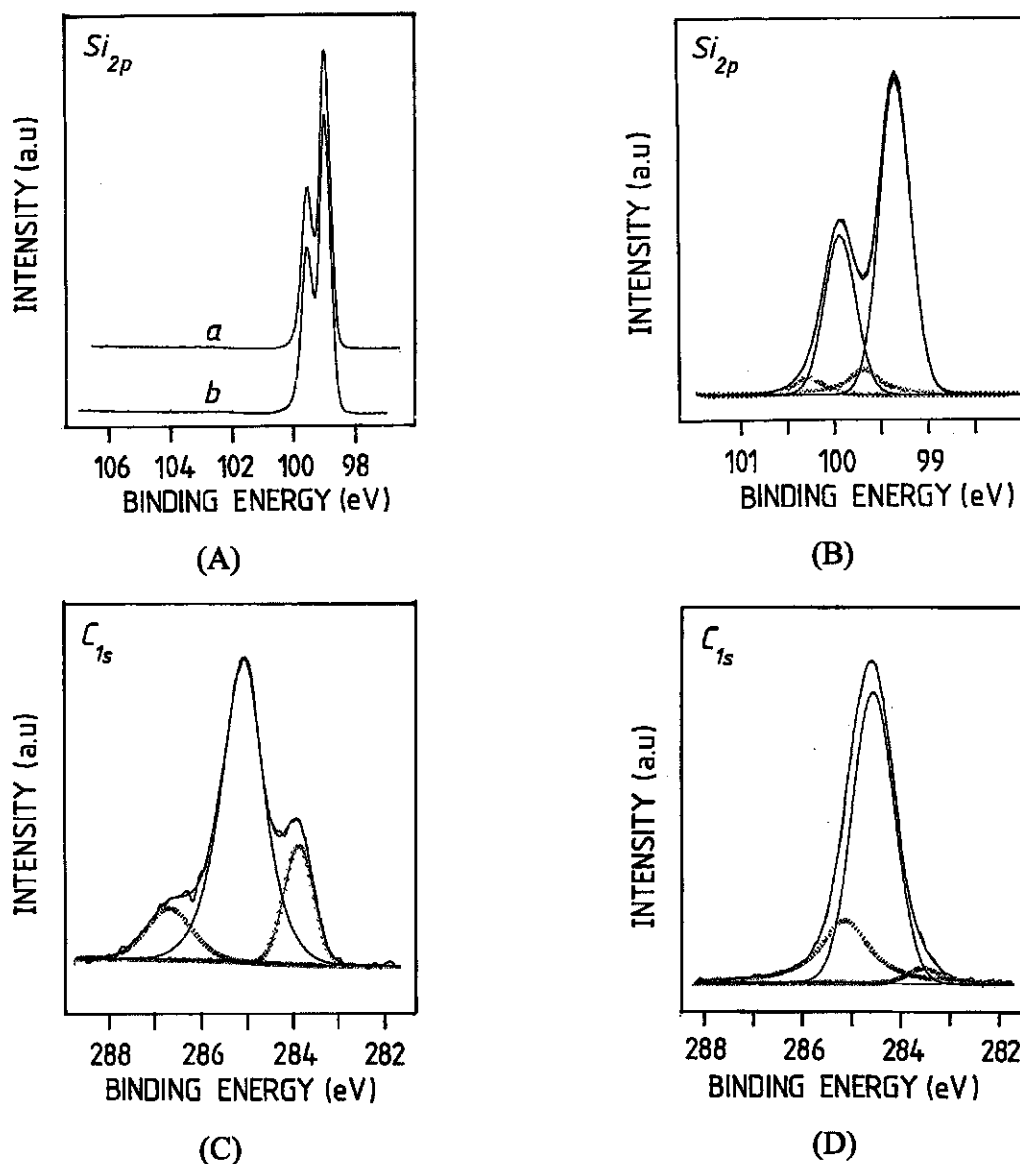 Si2p
INTENSITY (a.u)
a
b
106 104 102 100 98
BINDING ENERGY (eV)
(A)
Si2p
INTENSITY (a.u)
101 100 99
BINDING ENERGY (eV)
(B)
C1s
INTENSITY (a.u)
288 286 284 282
BINDING ENERGY (eV)
(C)
C1s
INTENSITY (a.u)
288 286 284 282
BINDING ENERGY (eV)
(D)